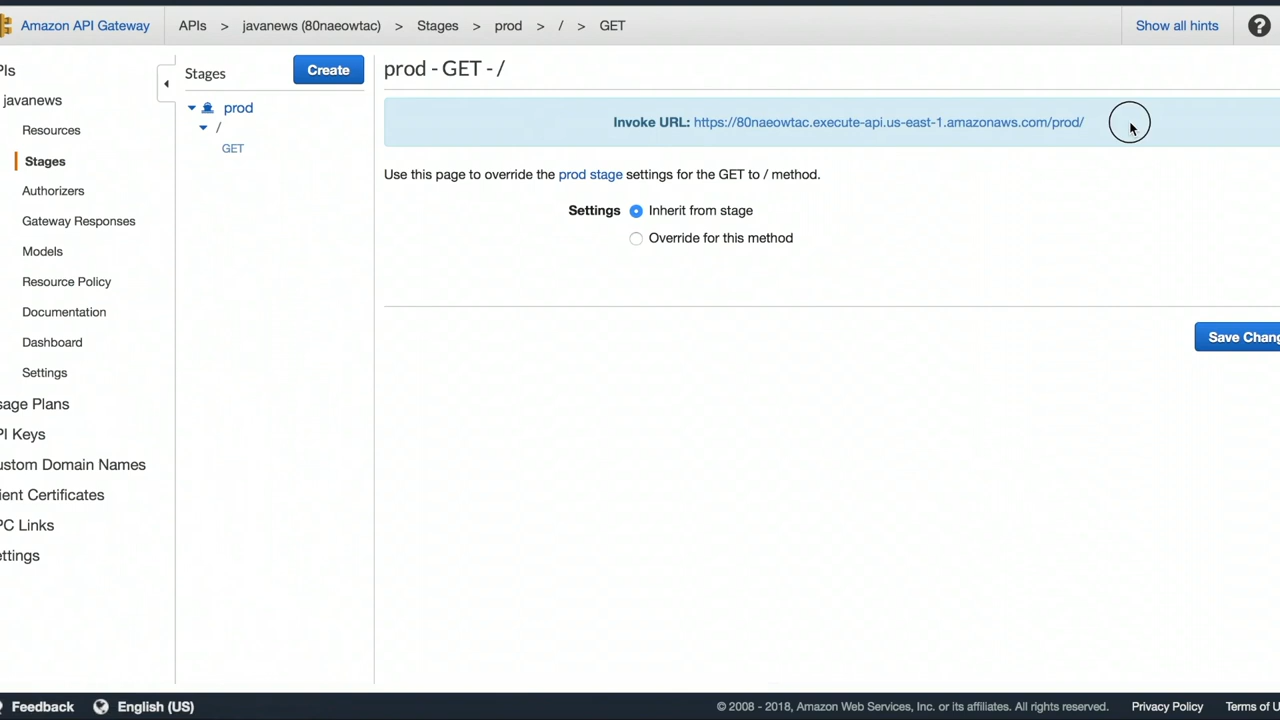 Amazon API Gateway
APIs > javanews (80naeowtac) > Stages > prod > / > GET
Show all hints
?
PIs
javanews
Resources
Stages
Authorizers
Gateway Responses
Models
Resource Policy
Documentation
Dashboard
Settings
sage Plans
PI Keys
ustom Domain Names
ient Certificates
PC Links
ettings
Stages
Create
prod
/
GET
prod - GET - /
Invoke URL: https://80naeowtac.execute-api.us-east-1.amazonaws.com/prod/
Use this page to override the prod stage settings for the GET to / method.
Settings
Inherit from stage
Override for this method
Save Chang
Feedback
English (US)
© 2008 - 2018, Amazon Web Services, Inc. or its affiliates. All rights reserved.
Privacy Policy
Terms of U